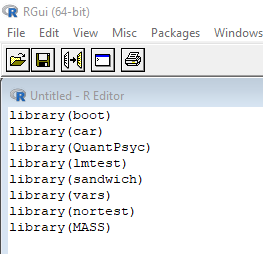 RGui (64-bit)
File Edit View Misc Packages Windows
Untitled - R Editor
library(boot)
library(car)
library(QuantPsyc)
library(lmtest)
library(sandwich)
library(vars)
library(nortest)
library(MASS)